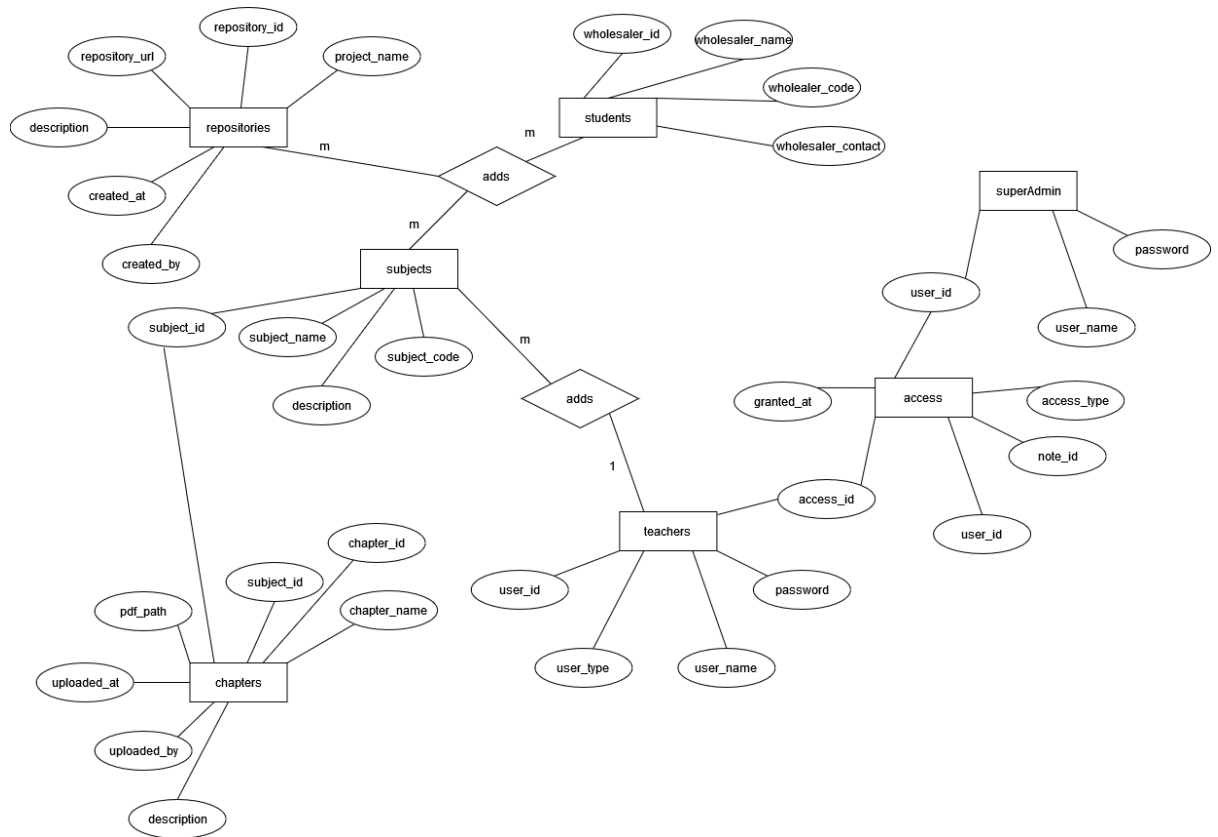 repository_id
wholesaler_id
wholesaler_name
repository_url
project_name
wholealer_code
repositories
students
description
m
m
wholesaler_contact
adds
superAdmin
created_at
m
password
created_by
subjects
user_id
subject_id
subject_name
subject_code
user_name
m
description
adds
granted_at
access
access_type
note_id
1
access_id
teachers
user_id
chapter_id
subject_id
user_id
password
pdf_path
chapter_name
user_type
user_name
uploaded_at
chapters
uploaded_by
description